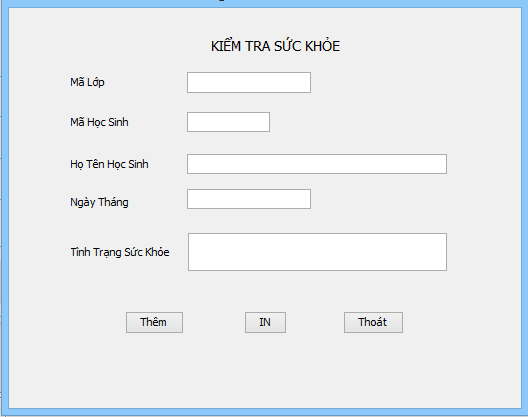 KIỂM TRA SỨC KHỎE
Mã Lớp
Mã Học Sinh
Họ Tên Học Sinh
Ngày Tháng
Tình Trạng Sức Khỏe
Thêm IN Thoát